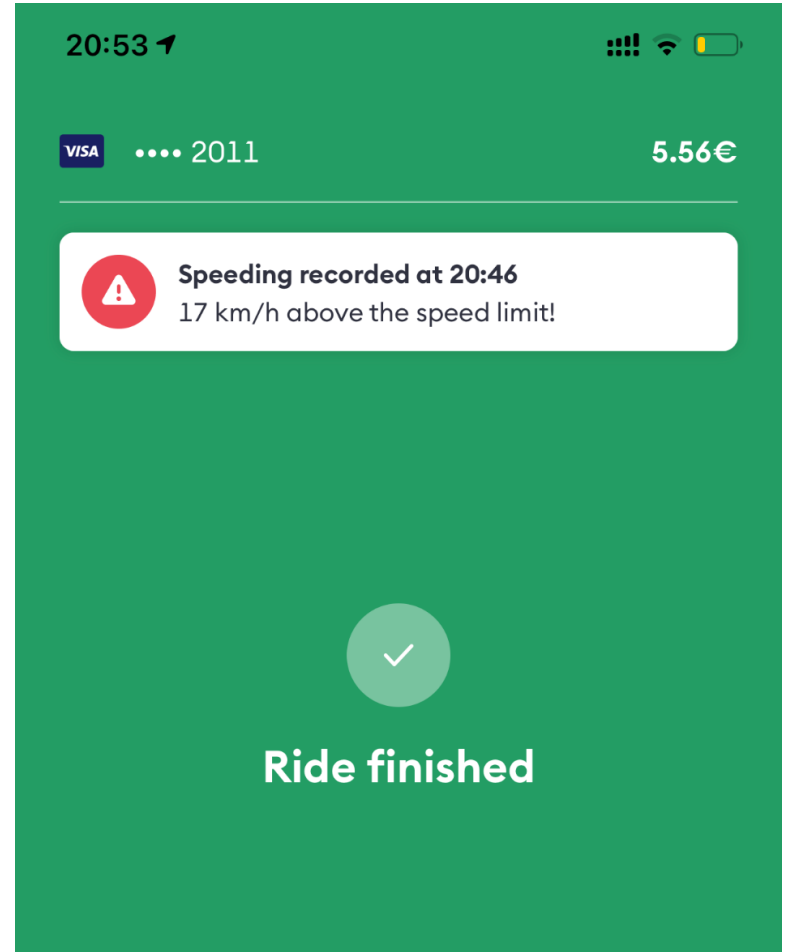 20:53
VISA •••• 2011 5.56€
Speeding recorded at 20:46
17 km/h above the speed limit!
Ride finished